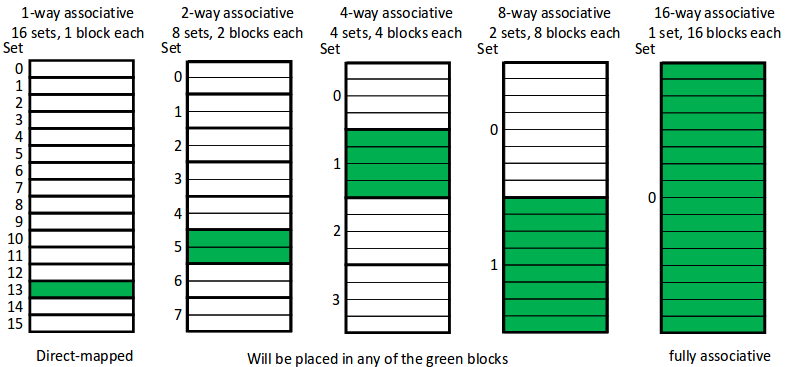 1-way associative
16 sets, 1 block each
Set
0
1
2
3
4
5
6
7
8
9
10
11
12
13
14
15
Direct-mapped
2-way associative
8 sets, 2 blocks each
Set
0
1
2
3
4
5
6
7
4-way associative
4 sets, 4 blocks each
Set
0
1
2
3
8-way associative
2 sets, 8 blocks each
Set
0
1
Will be placed in any of the green blocks
16-way associative
1 set, 16 blocks each
Set
0
fully associative